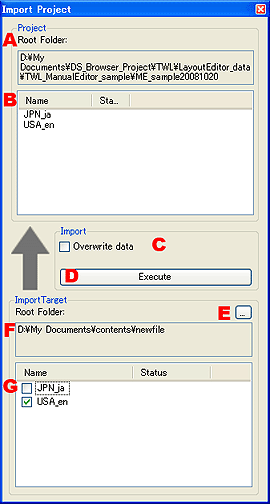 Import Project
Project
A Root Folder:
D:¥My
Documents¥DS_Browser_Project¥TWL¥LayoutEditor_data
¥TWL_ManualEditor_sample¥ME_sample20081020
B
Name Sta...
JPN_ja
USA_en
Import
Overwrite data C
D Execute
ImportTarget
Root Folder: E ...
F D:¥My Documents¥contents¥newfile
Name Status
G JPN_ja
USA_en